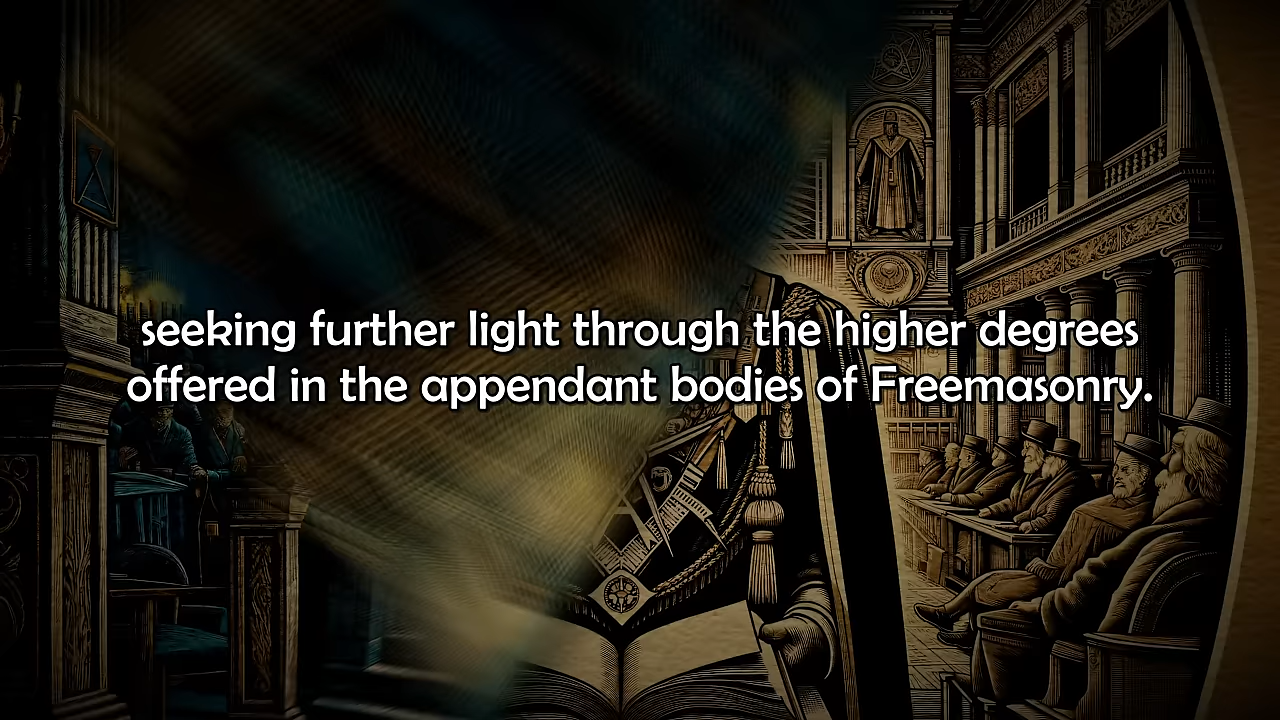 seeking further light through the higher degrees
offered in the appendant bodies of Freemasonry.